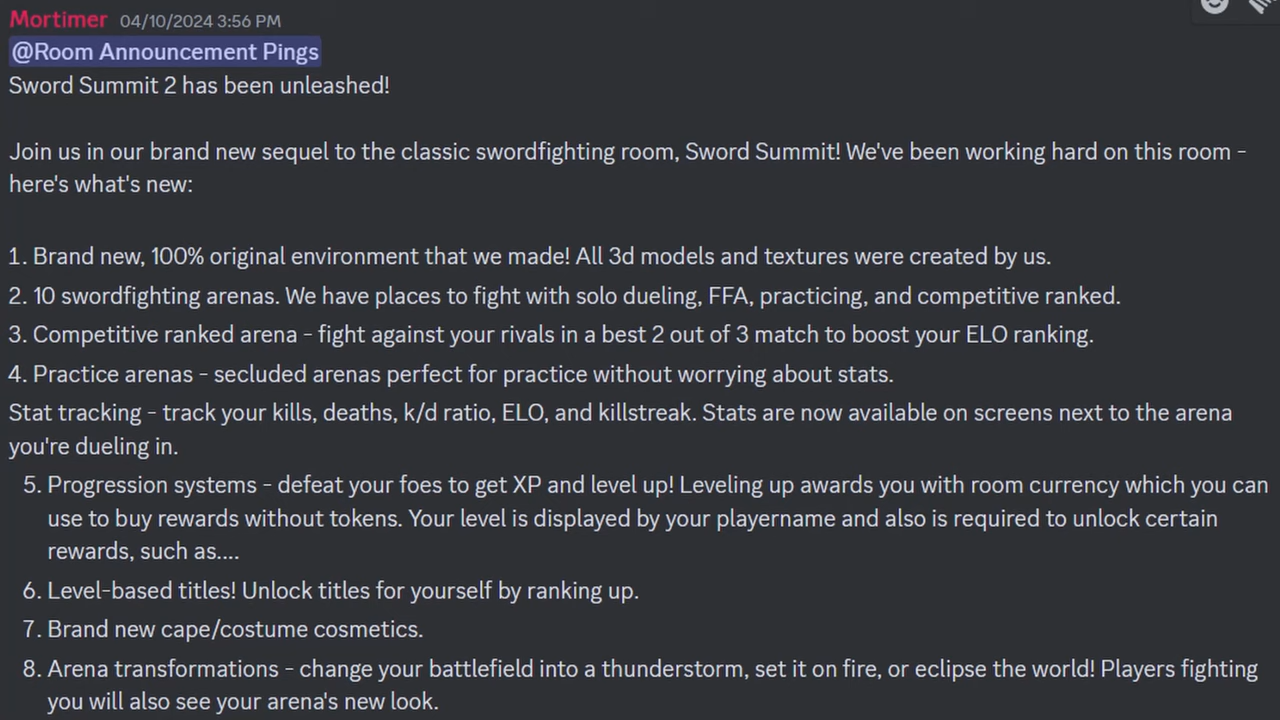 Mortimer 04/10/2024 3:56 PM
@Room Announcement Pings
Sword Summit 2 has been unleashed!
Join us in our brand new sequel to the classic swordfighting room, Sword Summit! We've been working hard on this room -
here's what's new:
1. Brand new, 100% original environment that we made! All 3d models and textures were created by us.
2. 10 swordfighting arenas. We have places to fight with solo dueling, FFA, practicing, and competitive ranked.
3. Competitive ranked arena - fight against your rivals in a best 2 out of 3 match to boost your ELO ranking.
4. Practice arenas - secluded arenas perfect for practice without worrying about stats.
Stat tracking - track your kills, deaths, k/d ratio, ELO, and killstreak. Stats are now available on screens next to the arena
you're dueling in.
5. Progression systems - defeat your foes to get XP and level up! Leveling up awards you with room currency which you can
use to buy rewards without tokens. Your level is displayed by your playername and also is required to unlock certain
rewards, such as....
6. Level-based titles! Unlock titles for yourself by ranking up.
7. Brand new cape/costume cosmetics.
8. Arena transformations - change your battlefield into a thunderstorm, set it on fire, or eclipse the world! Players fighting
you will also see your arena's new look.